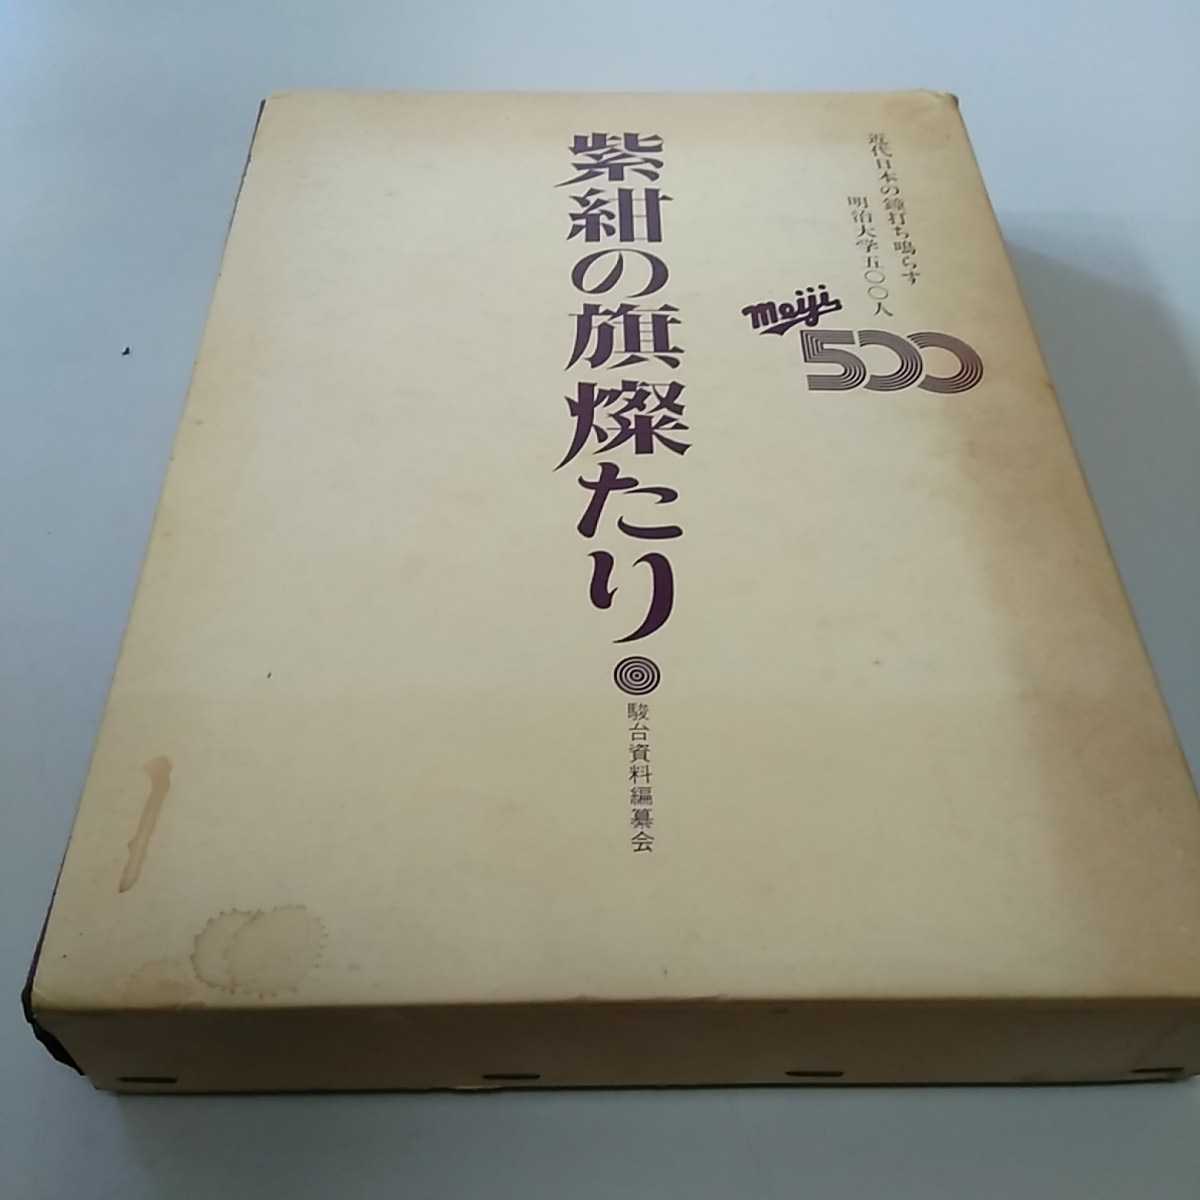 近代日本の鐘打ち鳴らす
明治大学五〇〇人
meiji
500
紫紺の旗燦たり
駿台資料編纂会